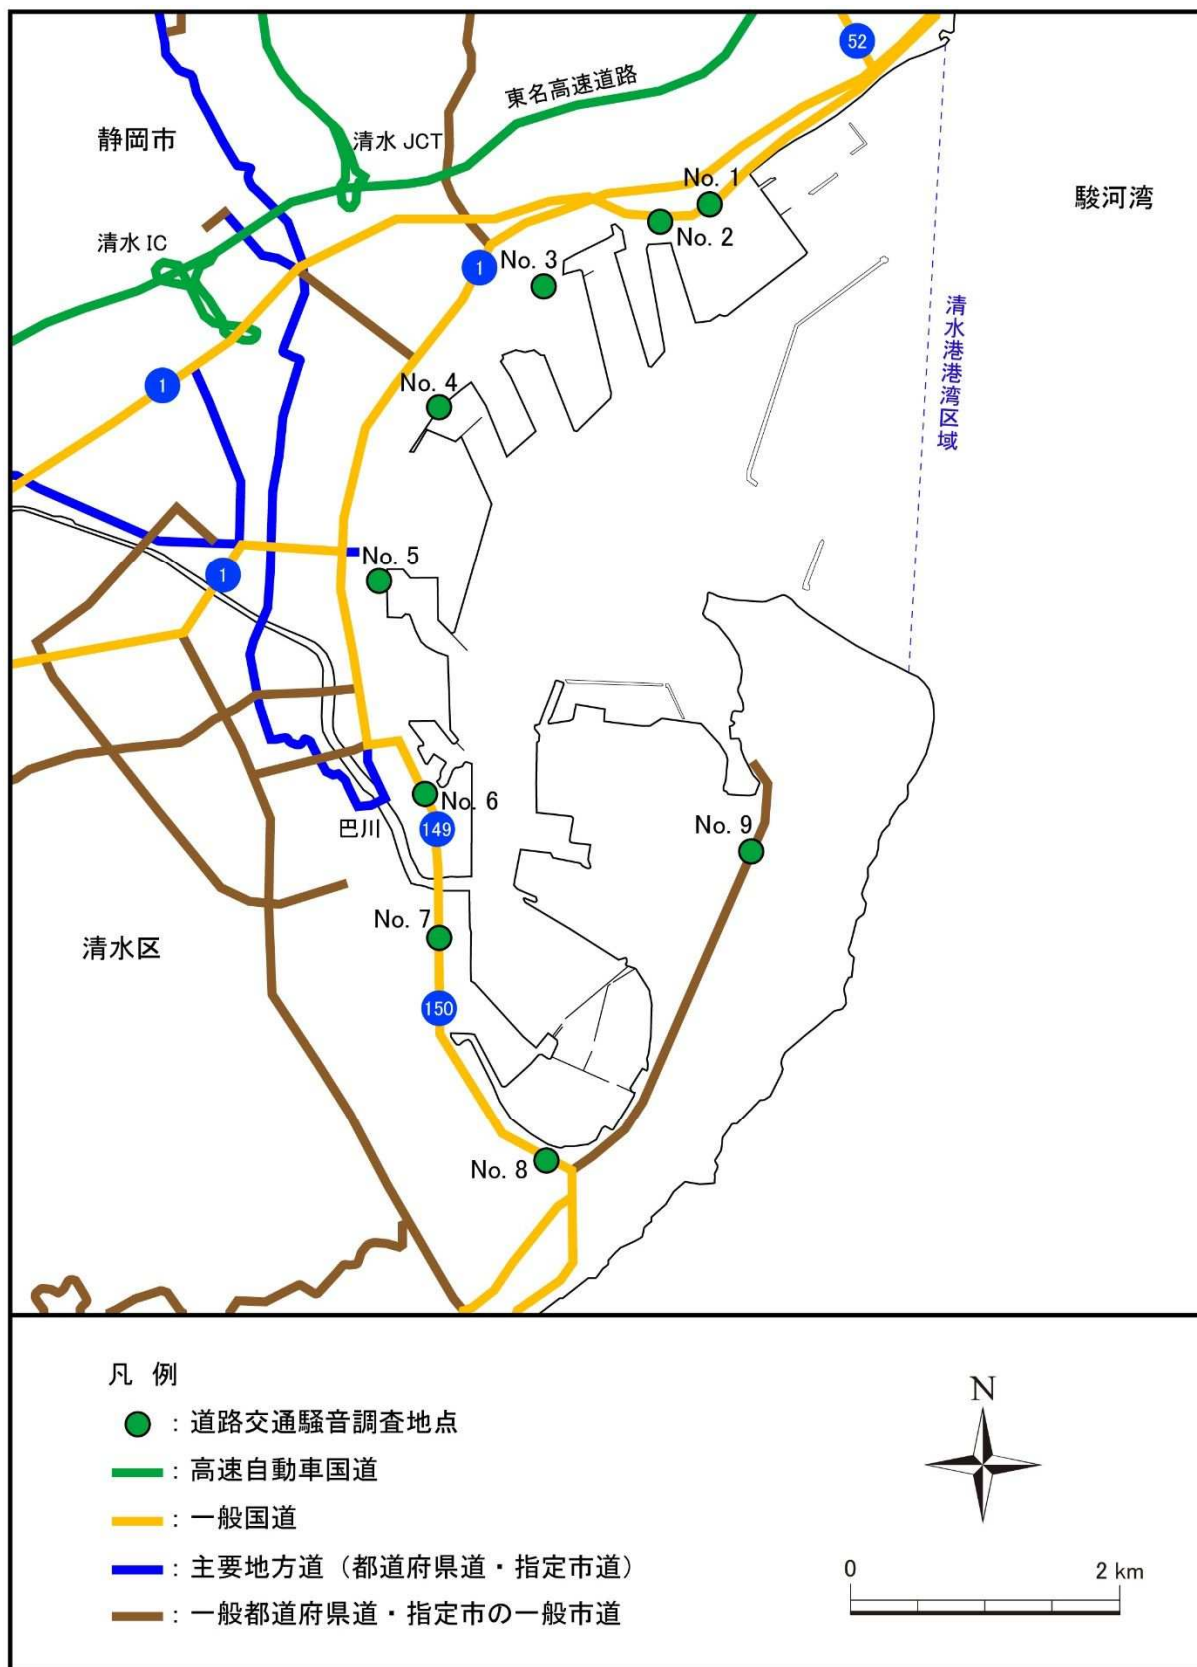 52
東名高速道路
静岡市
清水 JCT
駿河湾
No. 1
No. 2
清水 IC
No. 3
1
清水港港湾区域
1
No. 4
No. 5
1
No. 6
149
巴川
No. 9
No. 7
清水区
150
No. 8
凡 例
：道路交通騒音調査地点
：高速自動車国道
：一般国道
：主要地方道（都道府県道・指定市道）
：一般都道府県道・指定市の一般市道
N
0 2 km